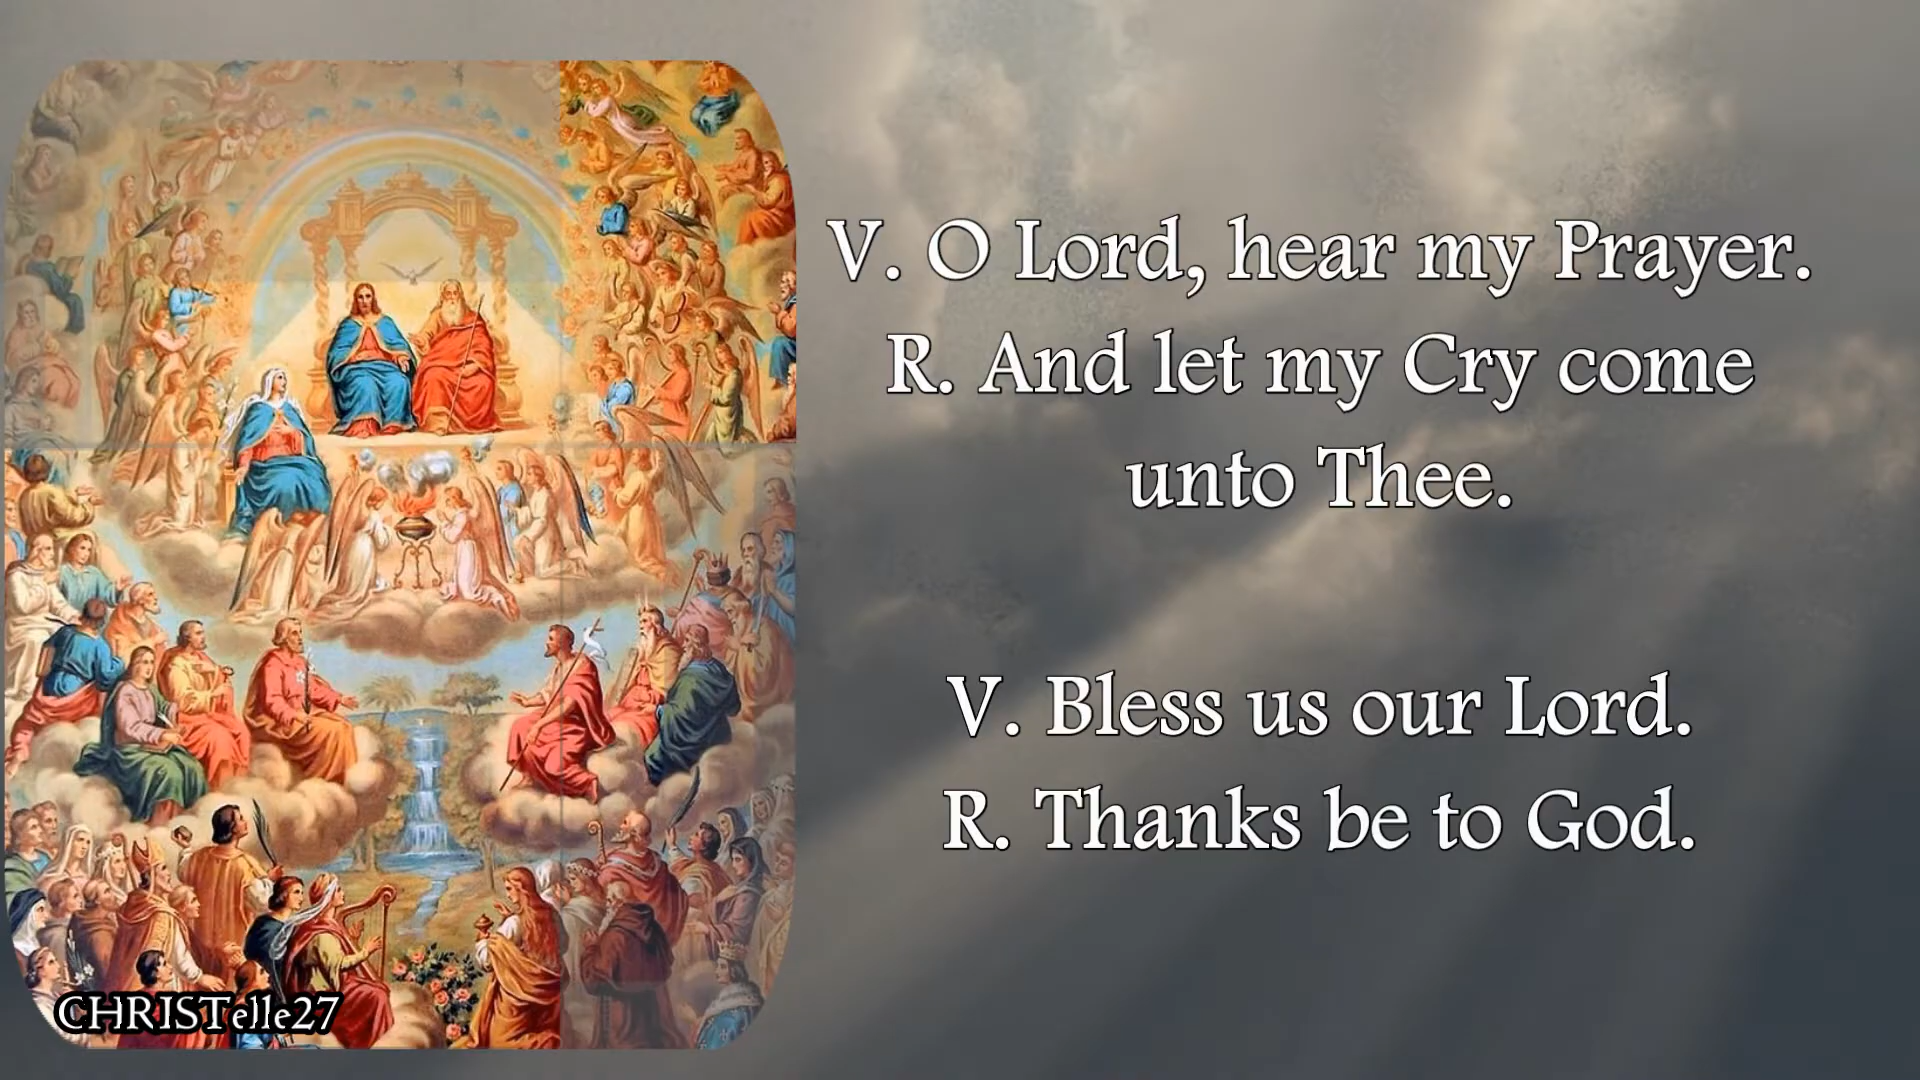 V. O Lord, hear my Prayer.
R. And let my Cry come
unto Thee.
V. Bless us our Lord.
R. Thanks be to God.
CHRISTelle27